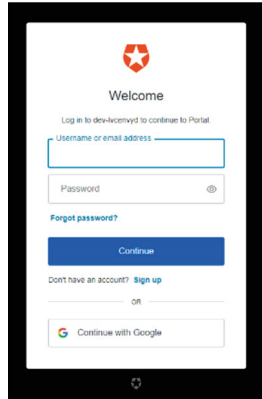 Welcome
Log in to dev-lvcenvyd to continue to Portal.
Username or email address
Password
Forgot password?
Continue
Don't have an account? Sign up
OR
Continue with Google